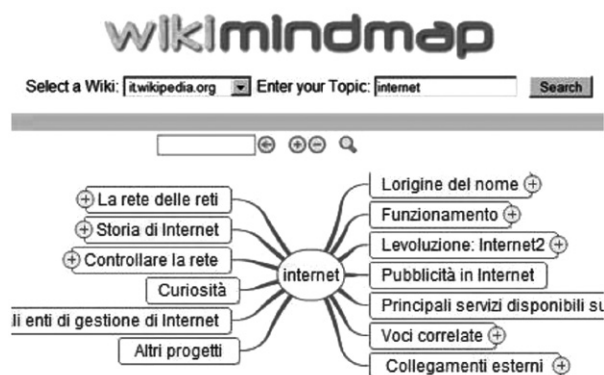 wikimindmap
Select a Wiki: it.wikipedia.org Enter your Topic: internet Search
La rete delle reti
Storia di Internet
Controllare la rete
Curiosità
enti di gestione di Internet
Altri progetti
internet
Lorigine del nome
Funzionamento
Levoluzione: Internet2
Pubblicità in Internet
Principali servizi disponibili
Voci correlate
Collegamenti esterni